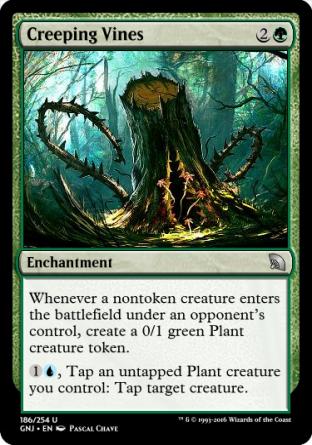 Creeping Vines 2
Enchantment
Whenever a nontoken creature enters
the battlefield under an opponent's
control, create a 0/1 green Plant
creature token.
1, Tap an untapped Plant creature
you control: Tap target creature.
186/254 U
GNJ • EN Pascal Chave
™ & © 1993-2016 Wizards of the Coast